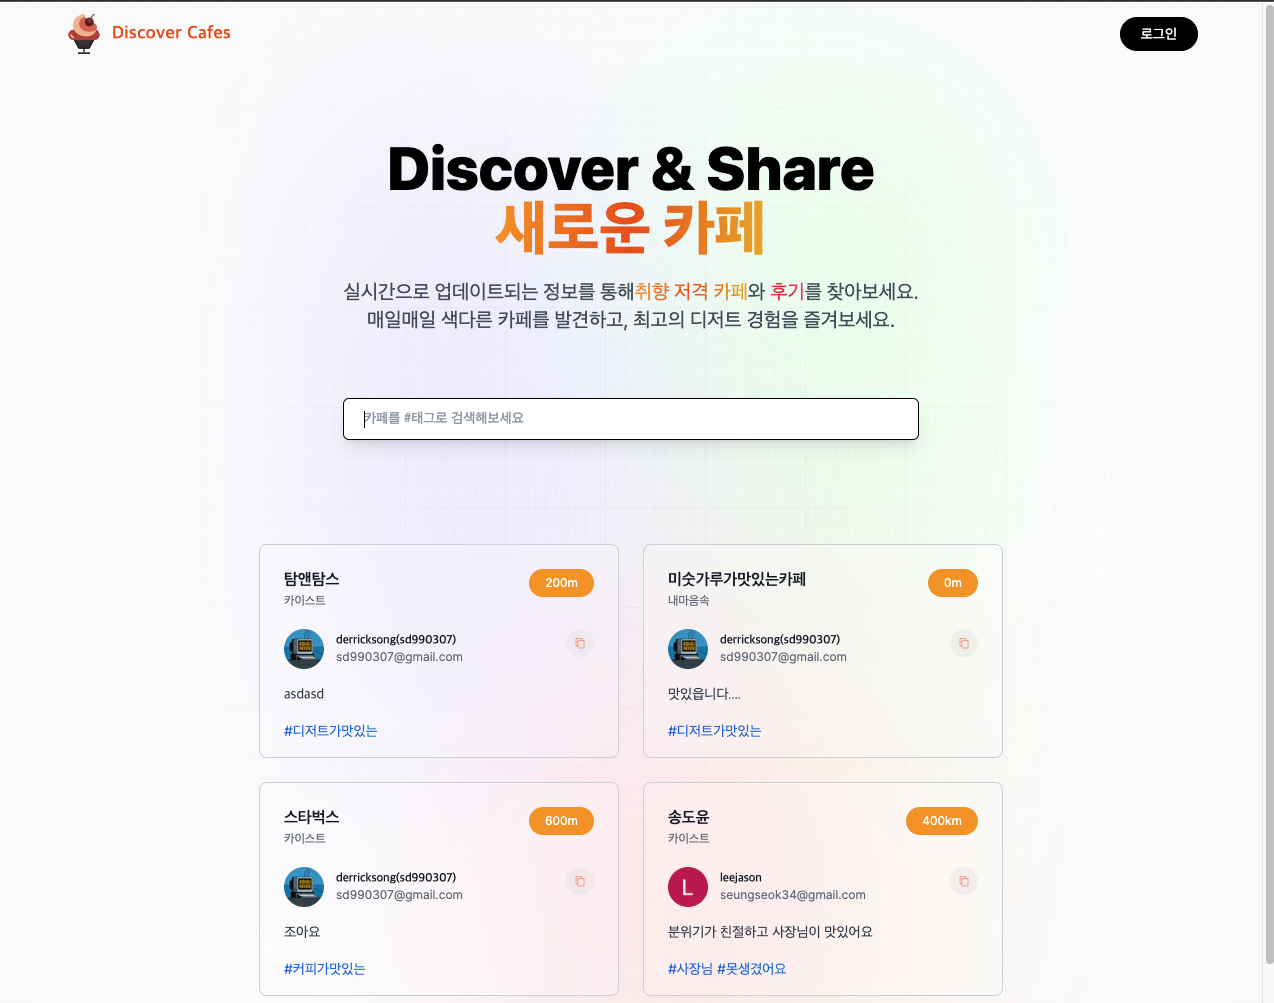 Discover Cafes
로그인
Discover & Share
새로운 카페
실시간으로 업데이트되는 정보를 통해취향 저격 카페와 후기를 찾아보세요.
매일매일 색다른 카페를 발견하고, 최고의 디저트 경험을 즐겨보세요.
카페를 #태그로 검색해보세요
탐앤탐스
200m
카이스트
derricksong(sd990307)
sd990307@gmail.com
asdasd
#디저트가맛있는
미숫가루가맛있는카페
0m
내마음속
derricksong(sd990307)
sd990307@gmail.com
맛있읍니다....
#디저트가맛있는
스타벅스
600m
카이스트
derricksong(sd990307)
sd990307@gmail.com
조아요
#커피가맛있는
송도윤
400km
카이스트
L
leejason
seungseok34@gmail.com
분위기가 친절하고 사장님이 맛있어요
#사장님 #못생겼어요